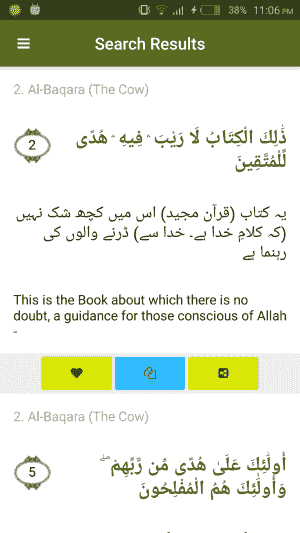 38% 11:06 PM
Search Results
2. Al-Baqara (The Cow)
2
ذَٰلِكَ الْكِتَابُ لَا رَيْبَ ۛ فِيهِ ۛ هُدًى
لِّلْمُتَّقِينَ
یہ کتاب (قرآن مجید) اس میں کچھ شک نہیں
(کہ کلامِ خدا ہے۔ خدا سے) ڈرنے والوں کی
رہنما ہے
This is the Book about which there is no
doubt, a guidance for those conscious of Allah
-
2. Al-Baqara (The Cow)
5
أُولَٰئِكَ عَلَىٰ هُدًى مِّن رَّبِّهِمْ ۖ
وَأُولَٰئِكَ هُمُ الْمُفْلِحُونَ